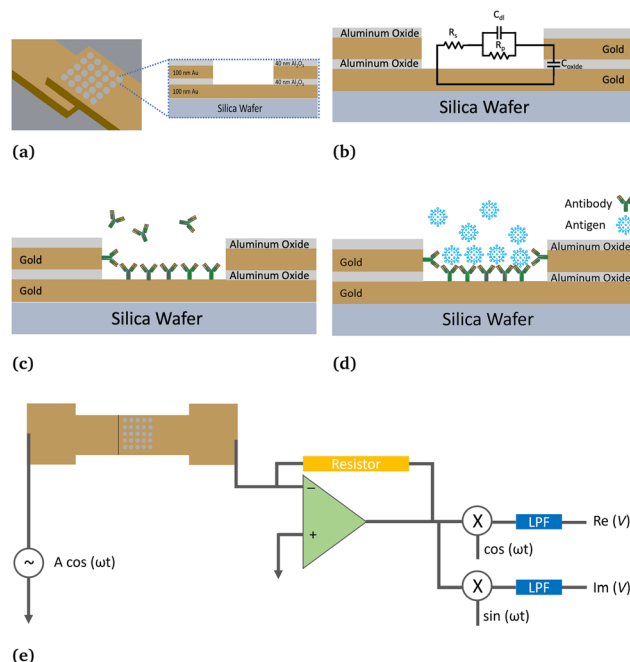 40 nm Al₂O₃
100 nm Au
40 nm Al₂O₃
100 nm Au
Silica Wafer
(a)
Aluminum Oxide
Cdl
Rs
Rp
Gold
Aluminum Oxide
Coxide
Gold
Silica Wafer
(b)
Aluminum Oxide
Gold
Aluminum Oxide
Gold
Silica Wafer
(c)
Antibody
Antigen
Aluminum Oxide
Gold
Aluminum Oxide
Gold
Silica Wafer
(d)
Resistor
−
+
~
A cos (ωt)
X
LPF
Re (V)
cos (ωt)
X
LPF
Im (V)
sin (ωt)
(e)